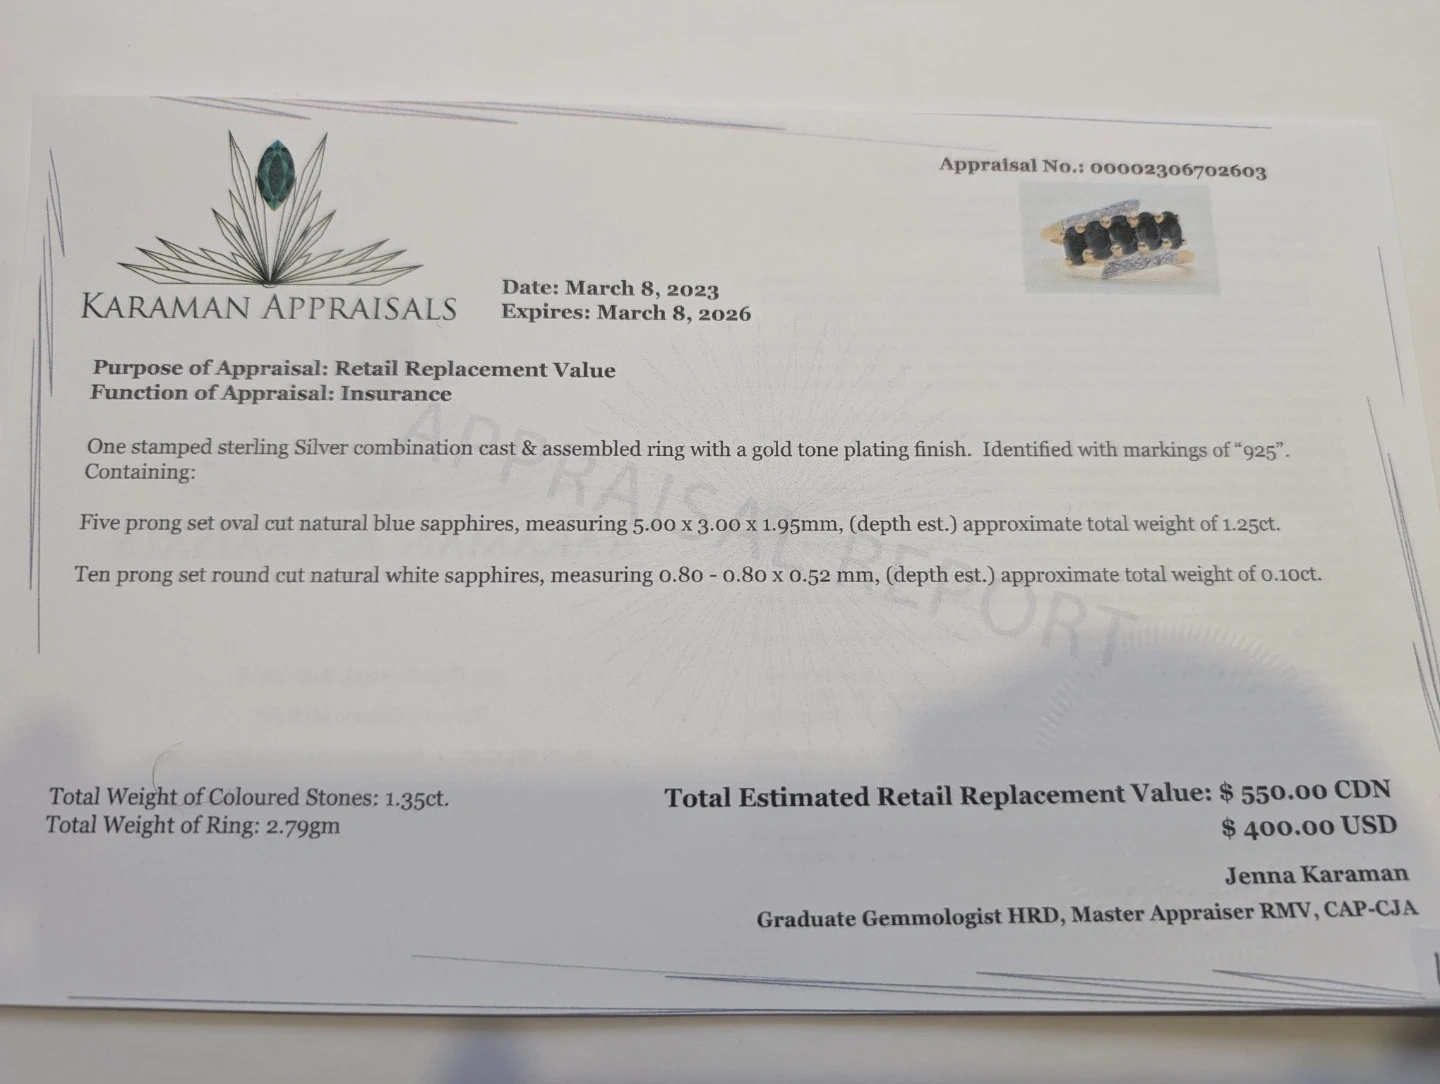 Appraisal No.: 00002306702603
KARAMAN APPRAISALS
Date: March 8, 2023
Expires: March 8, 2026
Purpose of Appraisal: Retail Replacement Value
Function of Appraisal: Insurance
One stamped sterling Silver combination cast & assembled ring with a gold tone plating finish. Identified with markings of “925”.
Containing:
Five prong set oval cut natural blue sapphires, measuring 5.00 x 3.00 x 1.95mm, (depth est.) approximate total weight of 1.25ct.
Ten prong set round cut natural white sapphires, measuring 0.80 - 0.80 x 0.52 mm, (depth est.) approximate total weight of 0.10ct.
APPRAISAL REPORT
Total Weight of Coloured Stones: 1.35ct.
Total Weight of Ring: 2.79gm
Total Estimated Retail Replacement Value: $ 550.00 CDN
$ 400.00 USD
Jenna Karaman
Graduate Gemmologist HRD, Master Appraiser RMV, CAP-CJA